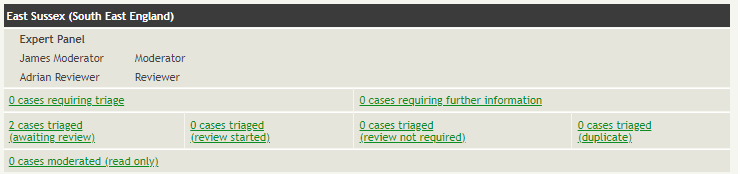 East Sussex (South East England)
Expert Panel
James Moderator Moderator
Adrian Reviewer Reviewer
0 cases requiring triage 0 cases requiring further information
2 cases triaged 0 cases triaged 0 cases triaged 0 cases triaged
(awaiting review) (review started) (review not required) (duplicate)
0 cases moderated (read only)